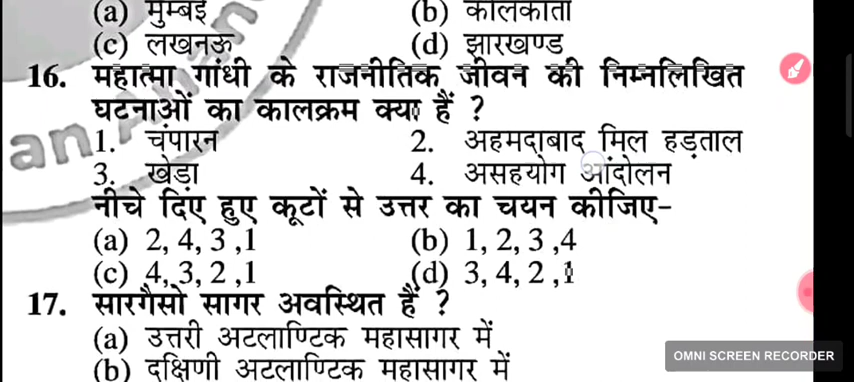 (a) मुम्बई (b) कोलकाता
(c) लखनऊ (d) झारखण्ड
16. महात्मा गांधी के राजनीतिक जीवन की निम्नलिखित
घटनाओं का कालक्रम क्या हैं ?
1. चंपारन 2. अहमदाबाद मिल हड़ताल
3. खेड़ा 4. असहयोग आंदोलन
नीचे दिए हुए कूटों से उत्तर का चयन कीजिए-
(a) 2, 4, 3 ,1 (b) 1, 2, 3 ,4
(c) 4, 3, 2 ,1 (d) 3, 4, 2 ,1
17. सारगैसो सागर अवस्थित हैं ?
(a) उत्तरी अटलाण्टिक महासागर में
(b) दक्षिणी अटलाण्टिक महासागर में
OMNI SCREEN RECORDER